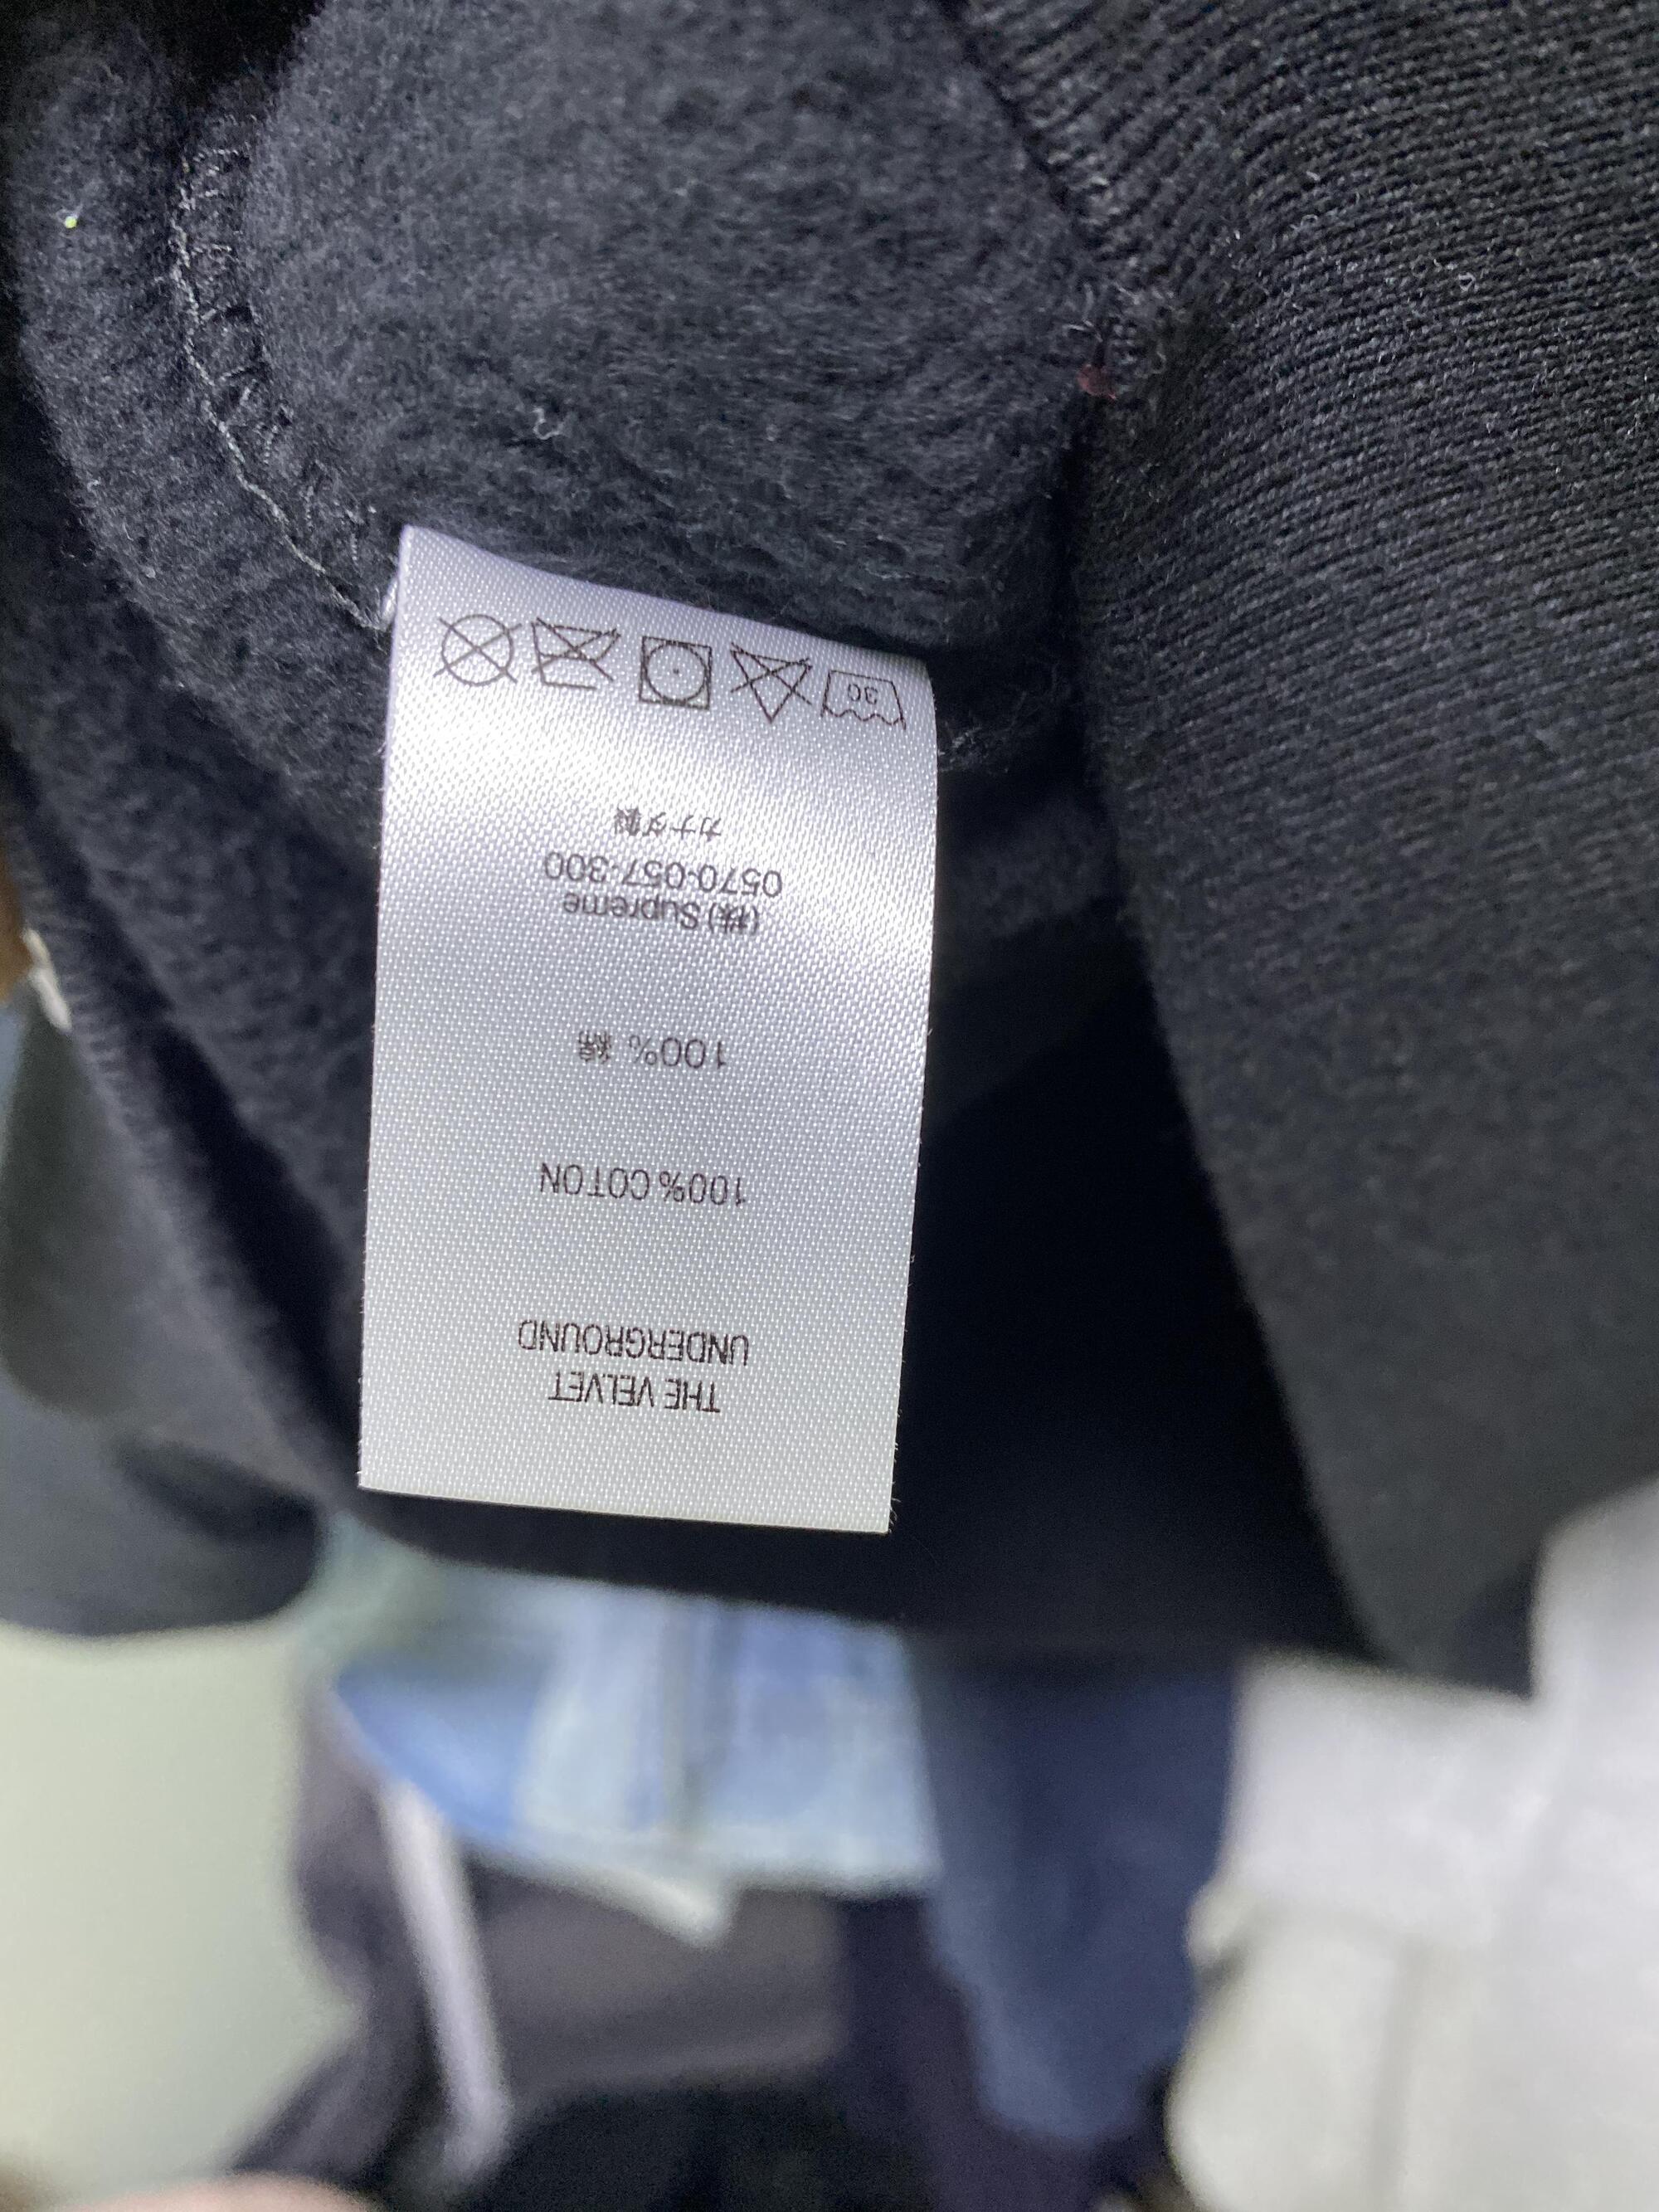 THE VELVET
UNDERGROUND
100% COTON
100% 綿
(株) Supreme
0570-057-300
カナダ製
30